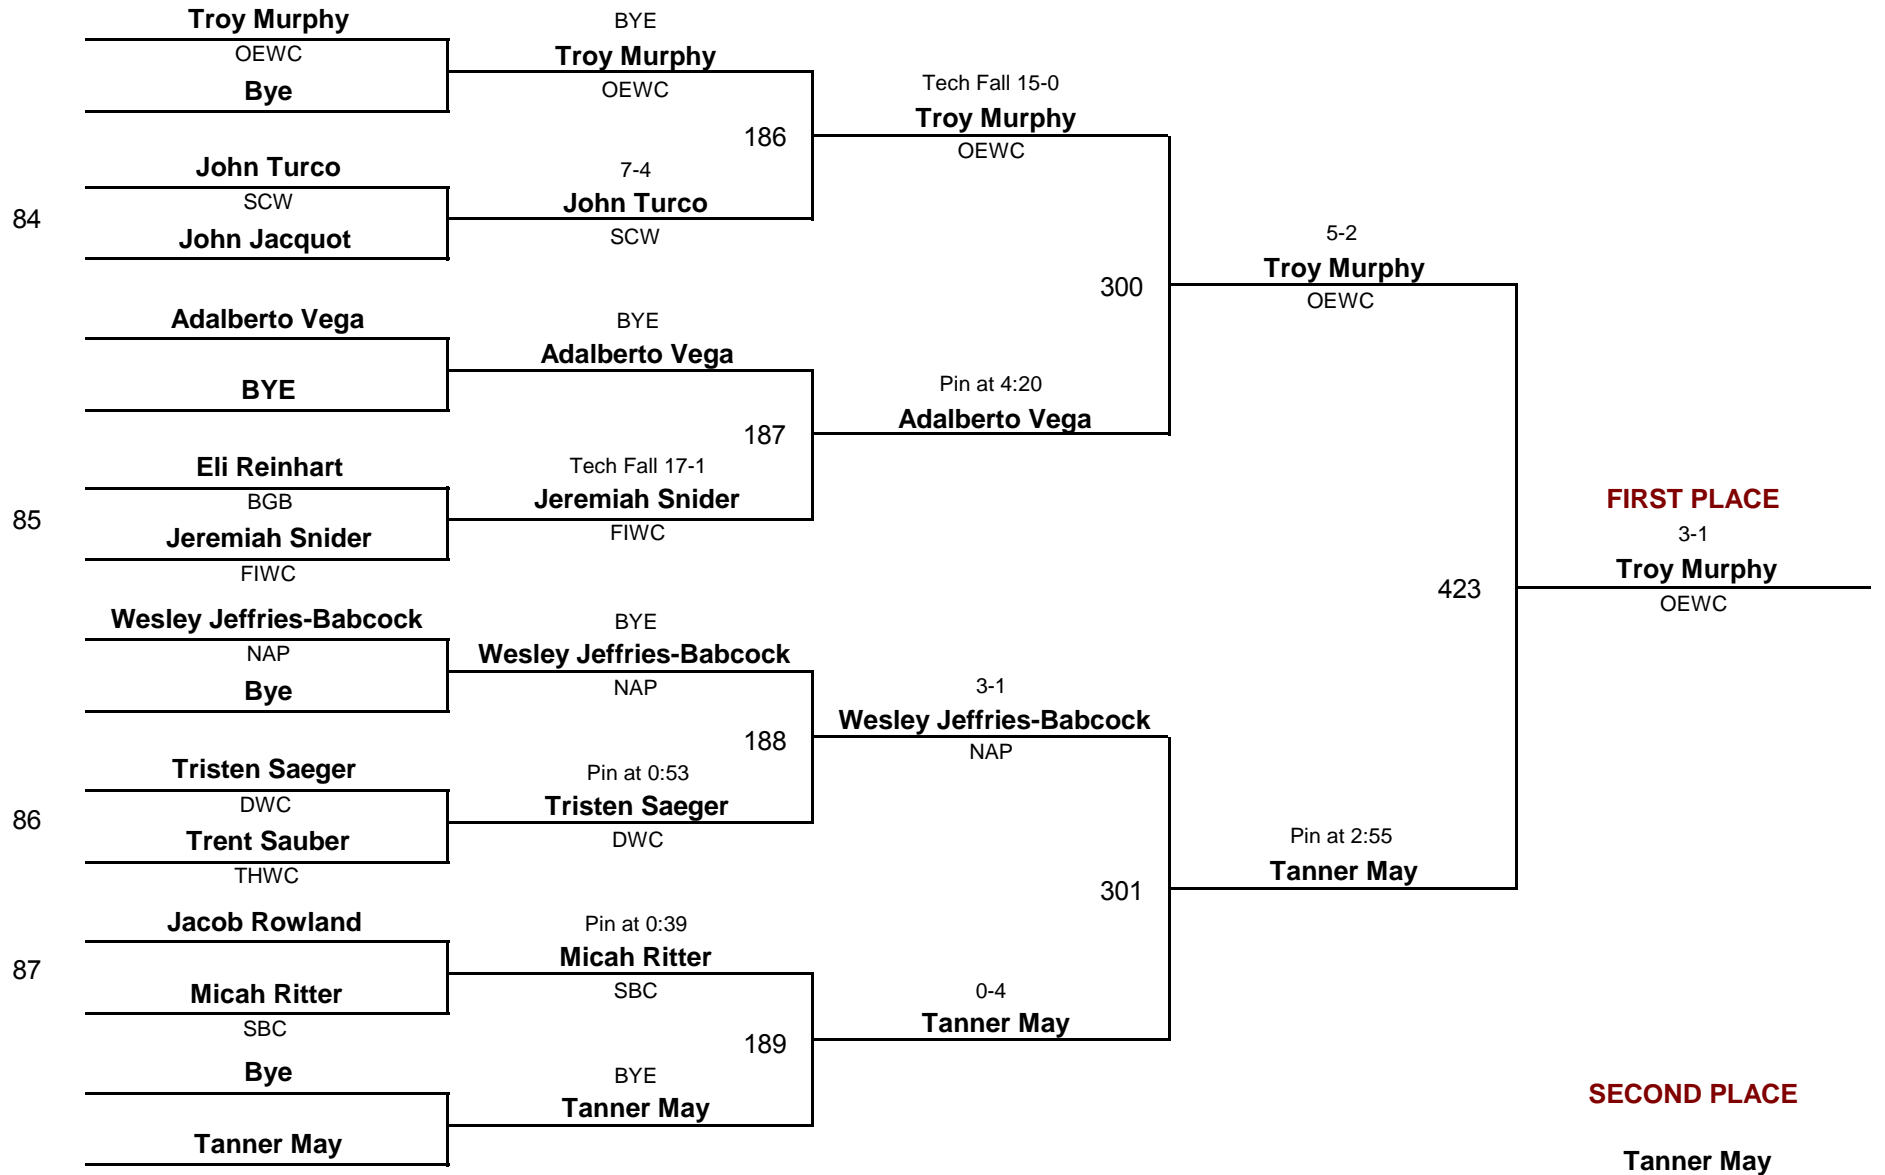 Troy Murphy
OEWC
Bye
84
John Turco
SCW
John Jacquot
Adalberto Vega
BYE
85
Eli Reinhart
BGB
Jeremiah Snider
FIWC
Wesley Jeffries-Babcock
NAP
Bye
86
Tristen Saeger
DWC
Trent Sauber
THWC
87
Jacob Rowland
Micah Ritter
SBC
Bye
Tanner May
BYE
Troy Murphy
OEWC
186
7-4
John Turco
SCW
BYE
Adalberto Vega
187
Tech Fall 17-1
Jeremiah Snider
FIWC
BYE
Wesley Jeffries-Babcock
NAP
188
Pin at 0:53
Tristen Saeger
DWC
Pin at 0:39
Micah Ritter
SBC
189
BYE
Tanner May
Tech Fall 15-0
Troy Murphy
OEWC
300
Pin at 4:20
Adalberto Vega
3-1
Wesley Jeffries-Babcock
NAP
301
0-4
Tanner May
5-2
Troy Murphy
OEWC
423
Pin at 2:55
Tanner May
FIRST PLACE
3-1
Troy Murphy
OEWC
SECOND PLACE
Tanner May